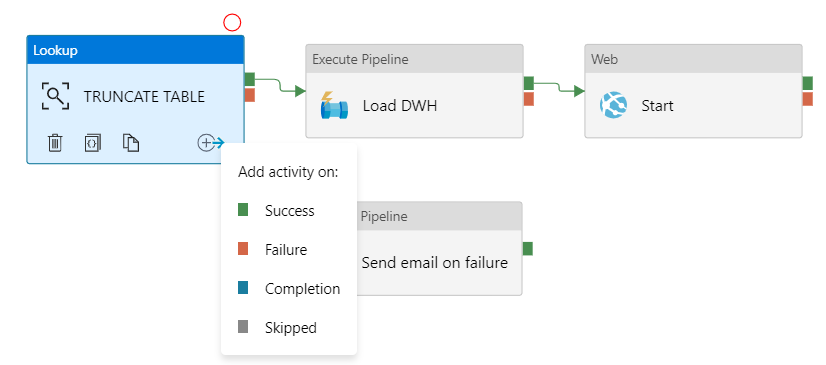 Lookup
TRUNCATE TABLE
Execute Pipeline
Load DWH
Web
Start
Add activity on:
Success
Failure
Completion
Skipped
Pipeline
Send email on failure